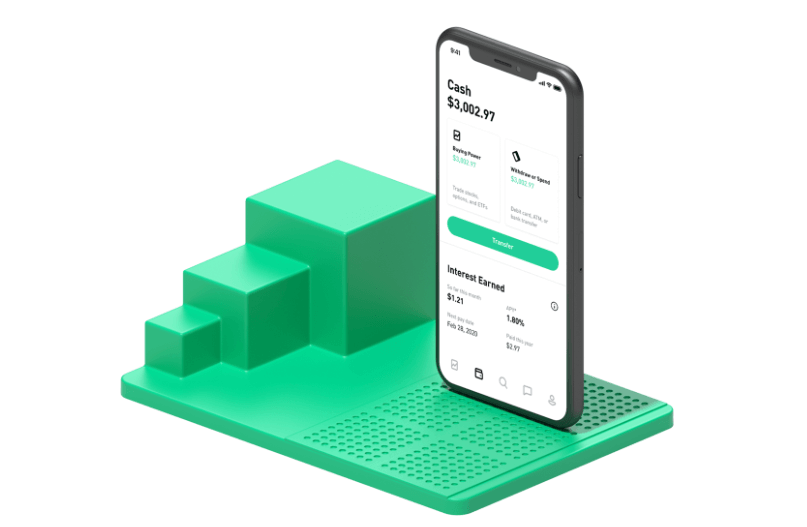 9:41
Cash
$3,002.97
Buying Power
$3,002.97
Trade stocks,
options, and ETFs
Withdraw or Spend
$3,002.97
Debit card, ATM, or
bank transfer
Transfer
Interest Earned
So far this month
$1.21
APY*
1.80%
Next pay date
Feb 28, 2020
Paid this year
$2.97